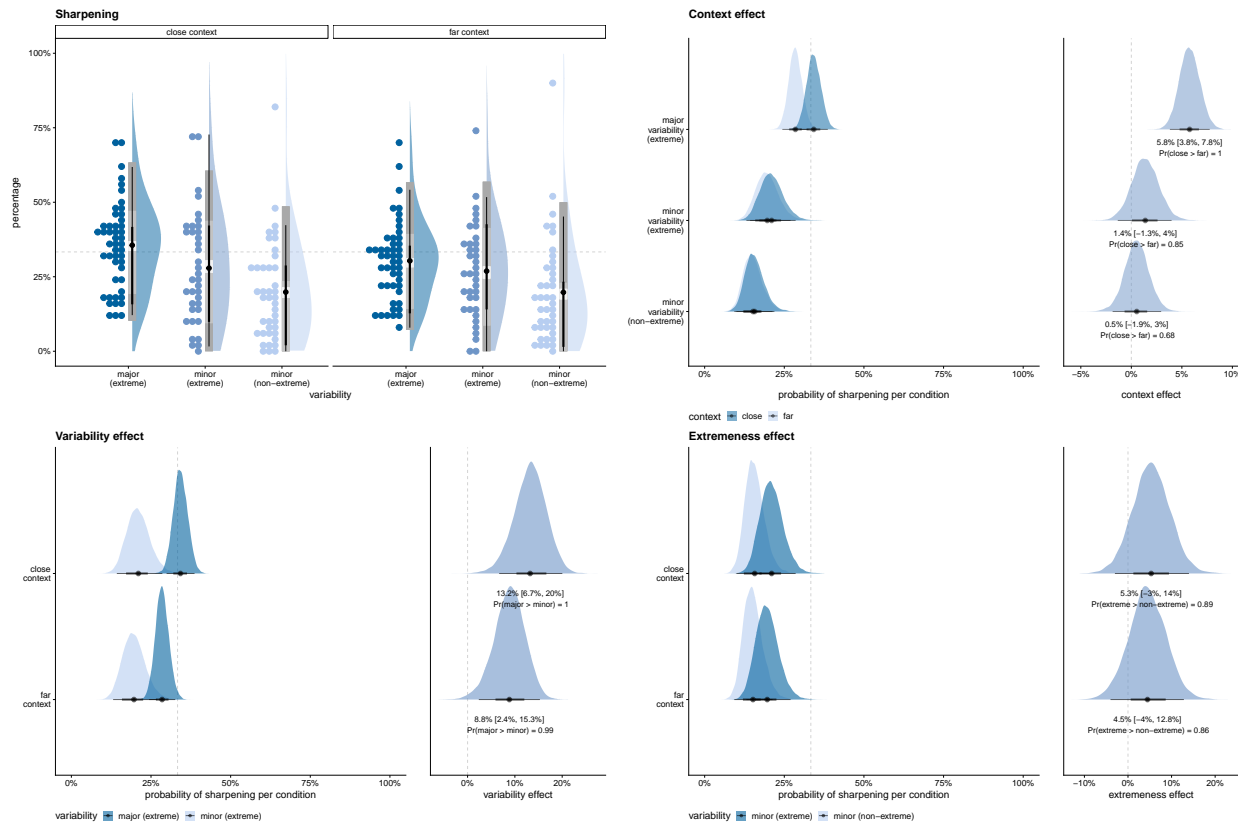 Sharpening
close context
far context
100%
75%
50%
25%
0%
percentage
major
(extreme)
minor
(extreme)
minor
(non−extreme)
major
(extreme)
minor
(extreme)
minor
(non−extreme)
variability
Context effect
major
variability
(extreme)
minor
variability
(extreme)
minor
variability
(non−extreme)
5.8% [3.8%, 7.8%]
Pr(close > far) = 1
1.4% [−1.3%, 4%]
Pr(close > far) = 0.85
0.5% [−1.9%, 3%]
Pr(close > far) = 0.68
0%
25%
50%
75%
100%
probability of sharpening per condition
−5%
0%
5%
10%
context effect
context close far
Variability effect
close
context
far
context
13.2% [6.7%, 20%]
Pr(major > minor) = 1
8.8% [2.4%, 15.3%]
Pr(major > minor) = 0.99
0%
25%
50%
75%
100%
probability of sharpening per condition
0%
10%
20%
variability effect
variability major (extreme) minor (extreme)
Extremeness effect
close
context
far
context
5.3% [−3%, 14%]
Pr(extreme > non−extreme) = 0.89
4.5% [−4%, 12.8%]
Pr(extreme > non−extreme) = 0.86
0%
25%
50%
75%
100%
probability of sharpening per condition
−10%
0%
10%
20%
extremeness effect
variability minor (extreme) minor (non−extreme)